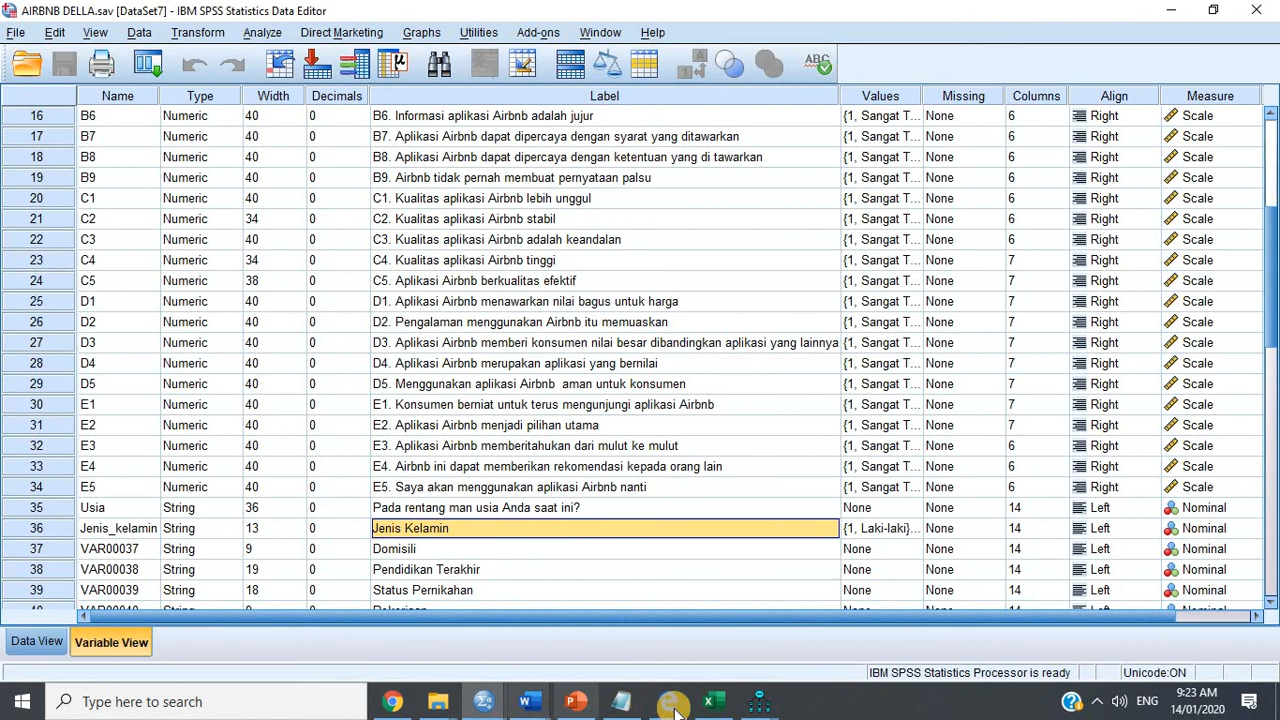 AIRBNB DELLA.sav [DataSet7] - IBM SPSS Statistics Data Editor
File Edit View Data Transform Analyze Direct Marketing Graphs Utilities Add-ons Window Help
Name Type Width Decimals Label Values Missing Columns Align Measure
16 B6 Numeric 40 0 B6. Informasi aplikasi Airbnb adalah jujur {1, Sangat T... None 6 Right Scale
17 B7 Numeric 40 0 B7. Aplikasi Airbnb dapat dipercaya dengan syarat yang ditawarkan {1, Sangat T... None 6 Right Scale
18 B8 Numeric 40 0 B8. Aplikasi Airbnb dapat dipercaya dengan ketentuan yang di tawarkan {1, Sangat T... None 6 Right Scale
19 B9 Numeric 40 0 B9. Airbnb tidak pernah membuat pernyataan palsu {1, Sangat T... None 6 Right Scale
20 C1 Numeric 40 0 C1. Kualitas aplikasi Airbnb lebih unggul {1, Sangat T... None 6 Right Scale
21 C2 Numeric 34 0 C2. Kualitas aplikasi Airbnb stabil {1, Sangat T... None 6 Right Scale
22 C3 Numeric 40 0 C3. Kualitas aplikasi Airbnb adalah keandalan {1, Sangat T... None 6 Right Scale
23 C4 Numeric 34 0 C4. Kualitas aplikasi Airbnb tinggi {1, Sangat T... None 7 Right Scale
24 C5 Numeric 38 0 C5. Aplikasi Airbnb berkualitas efektif {1, Sangat T... None 7 Right Scale
25 D1 Numeric 40 0 D1. Aplikasi Airbnb menawarkan nilai bagus untuk harga {1, Sangat T... None 7 Right Scale
26 D2 Numeric 40 0 D2. Pengalaman menggunakan Airbnb itu memuaskan {1, Sangat T... None 7 Right Scale
27 D3 Numeric 40 0 D3. Aplikasi Airbnb memberi konsumen nilai besar dibandingkan aplikasi yang lainnya {1, Sangat T... None 7 Right Scale
28 D4 Numeric 40 0 D4. Aplikasi Airbnb merupakan aplikasi yang bernilai {1, Sangat T... None 7 Right Scale
29 D5 Numeric 40 0 D5. Menggunakan aplikasi Airbnb aman untuk konsumen {1, Sangat T... None 7 Right Scale
30 E1 Numeric 40 0 E1. Konsumen berniat untuk terus mengunjungi aplikasi Airbnb {1, Sangat T... None 7 Right Scale
31 E2 Numeric 40 0 E2. Aplikasi Airbnb menjadi pilihan utama {1, Sangat T... None 7 Right Scale
32 E3 Numeric 40 0 E3 Aplikasi Airbnb memberitahukan dari mulut ke mulut {1, Sangat T... None 6 Right Scale
33 E4 Numeric 40 0 E4. Airbnb ini dapat memberikan rekomendasi kepada orang lain {1, Sangat T... None 6 Right Scale
34 E5 Numeric 40 0 E5. Saya akan menggunakan aplikasi Airbnb nanti {1, Sangat T... None 6 Right Scale
35 Usia String 36 0 Pada rentang man usia Anda saat ini? None None 14 Left Nominal
36 Jenis_kelamin String 13 0 Jenis Kelamin {1, Laki-laki}... None 14 Left Nominal
37 VAR00037 String 9 0 Domisili None None 14 Left Nominal
38 VAR00038 String 19 0 Pendidikan Terakhir None None 14 Left Nominal
39 VAR00039 String 18 0 Status Pernikahan None None 14 Left Nominal
Data View Variable View
IBM SPSS Statistics Processor is ready Unicode:ON
Type here to search ENG 9:23 AM
14/01/2020